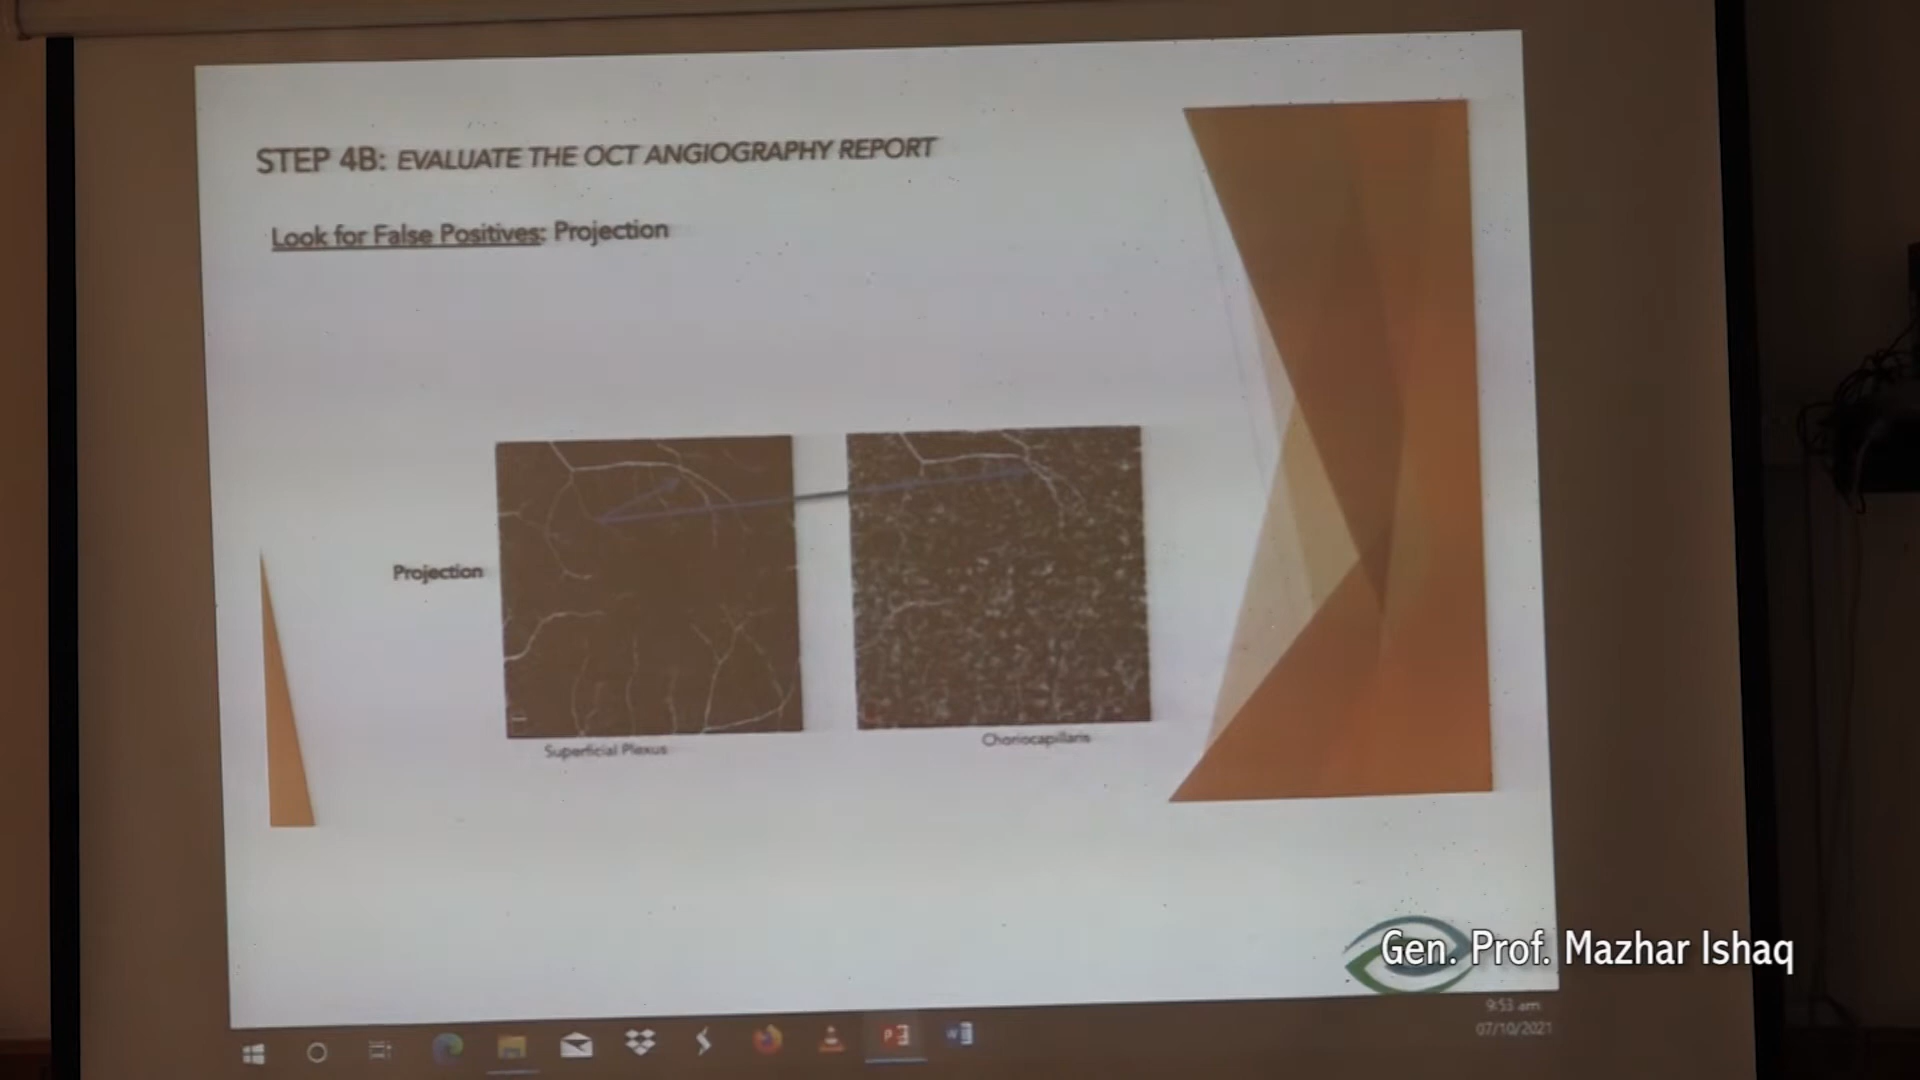 STEP 4B: EVALUATE THE OCT ANGIOGRAPHY REPORT
Look for False Positives: Projection
Projection
Superficial Plexus
Choriocapillaris
Gen. Prof. Mazhar Ishaq
9:53 am
07/10/2021